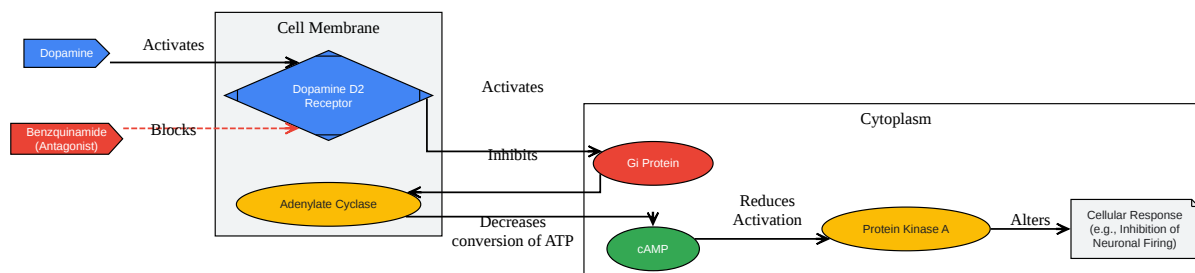 Cell Membrane
Dopamine
Activates
Dopamine D2
Receptor
Activates
Benzquinamide
(Antagonist)
Blocks
Cytoplasm
Inhibits
Gi Protein
Adenylate Cyclase
Decreases
conversion of ATP
cAMP
Reduces
Activation
Protein Kinase A
Alters
Cellular Response
(e.g., Inhibition of
Neuronal Firing)